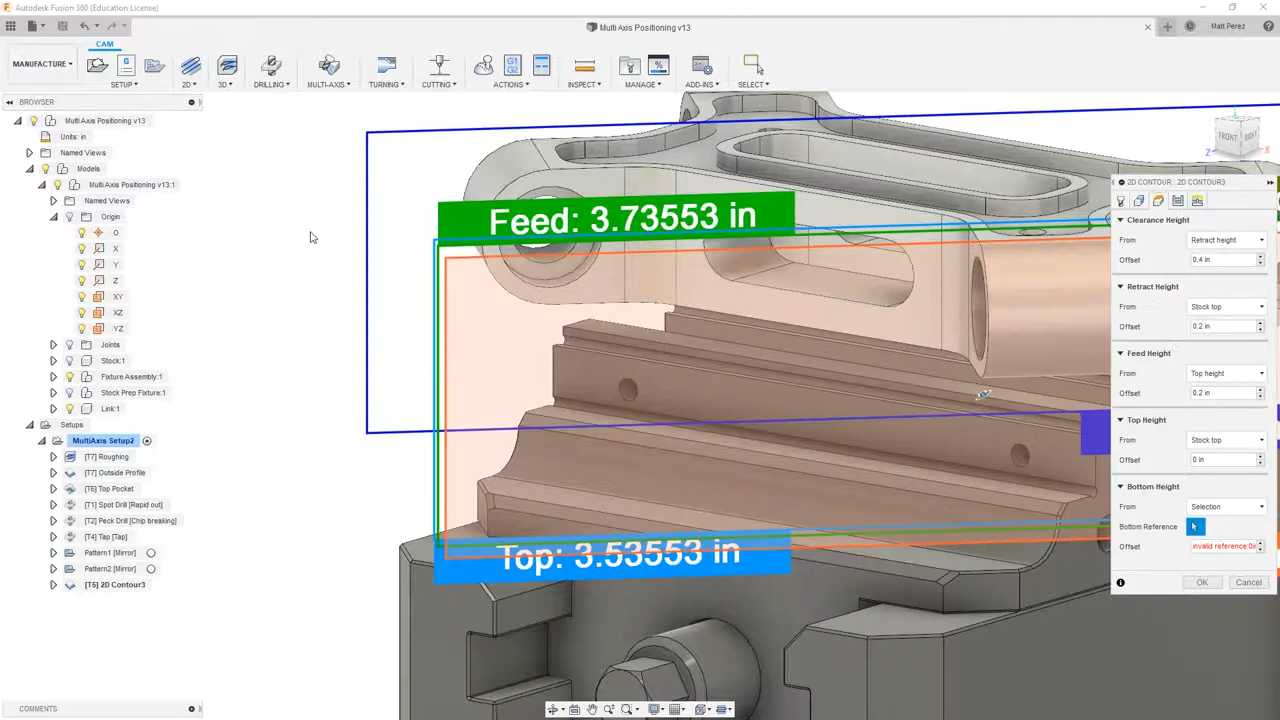 Autodesk Fusion 360 (Education License)
Multi Axis Positioning v13
Matt Perez
CAM
MANUFACTURE
SETUP
2D
3D
DRILLING
MULTI-AXIS
TURNING
CUTTING
ACTIONS
INSPECT
MANAGE
ADD-INS
SELECT
G
G1
G2
%
BROWSER
Multi Axis Positioning v13
Units: in
Named Views
Models
Multi Axis Positioning v13:1
Named Views
Origin
O
X
Y
Z
XY
XZ
YZ
Joints
Stock:1
Fixture Assembly:1
Stock Prep Fixture:1
Link:1
Setups
MultiAxis Setup2
[T7] Roughing
[T7] Outside Profile
[T6] Top Pocket
[T1] Spot Drill [Rapid out]
[T2] Peck Drill [Chip breaking]
[T4] Tap [Tap]
Pattern1 [Mirror]
Pattern2 [Mirror]
[T5] 2D Contour3
COMMENTS
Feed: 3.73553 in
Top: 3.53553 in
FRONT
RIGHT
Z
X
2D CONTOUR : 2D CONTOUR3
Clearance Height
From Retract height
Offset 0.4 in
Retract Height
From Stock top
Offset 0.2 in
Feed Height
From Top height
Offset 0.2 in
Top Height
From Stock top
Offset 0 in
Bottom Height
From Selection
Bottom Reference
Offset invalid reference:0in
OK Cancel